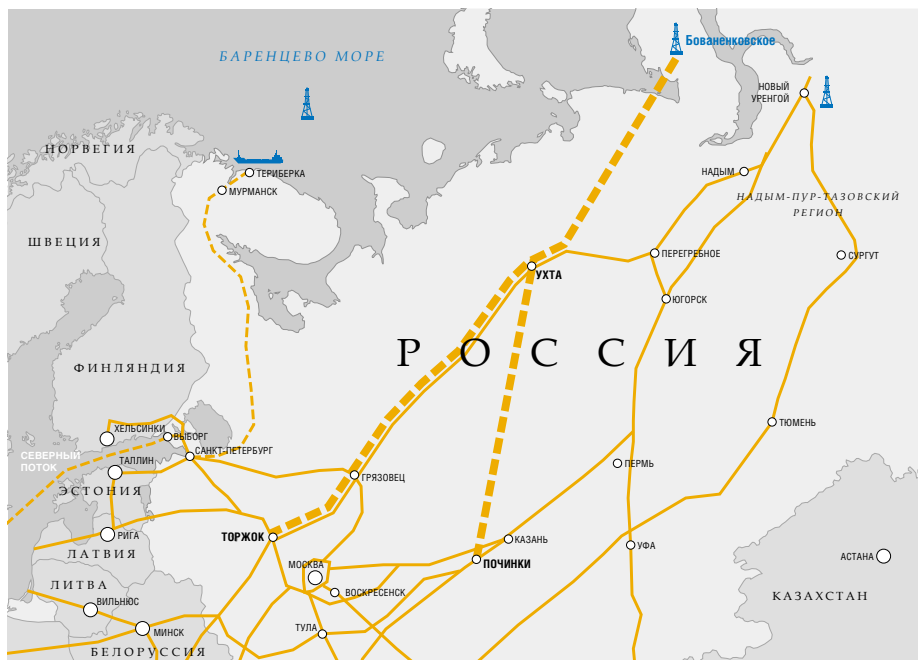 Бованенковское
БАРЕНЦЕВО МОРЕ
НОВЫЙ
УРЕНГОЙ
НОРВЕГИЯ
ТЕРИБЕРКА
МУРМАНСК
НАДЫМ
НАДЫМ-ПУР-ТАЗОВСКИЙ
РЕГИОН
ШВЕЦИЯ
ПЕРЕГРЕБНОЕ
СУРГУТ
УХТА
ЮГОРСК
РОССИЯ
ФИНЛЯНДИЯ
ХЕЛЬСИНКИ
ВЫБОРГ
ТЮМЕНЬ
СЕВЕРНЫЙ
ПОТОК
САНКТ-ПЕТЕРБУРГ
ТАЛЛИН
ПЕРМЬ
ГРЯЗОВЕЦ
ЭСТОНИЯ
РИГА
ТОРЖОК
КАЗАНЬ
УФА
ЛАТВИЯ
АСТАНА
МОСКВА
ПОЧИНКИ
ЛИТВА
ВОСКРЕСЕНСК
КАЗАХСТАН
ВИЛЬНЮС
МИНСК
ТУЛА
БЕЛОРУССИЯ